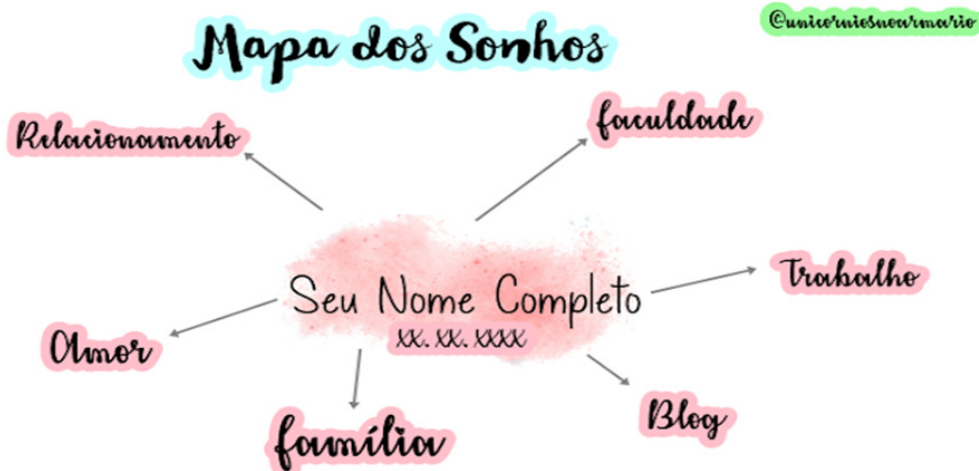 @unicorniosnoarmario
Mapa dos Sonhos
Relacionamento
faculdade
Seu Nome Completo
XX. XX. XXXX
Trabalho
Amor
família
Blog